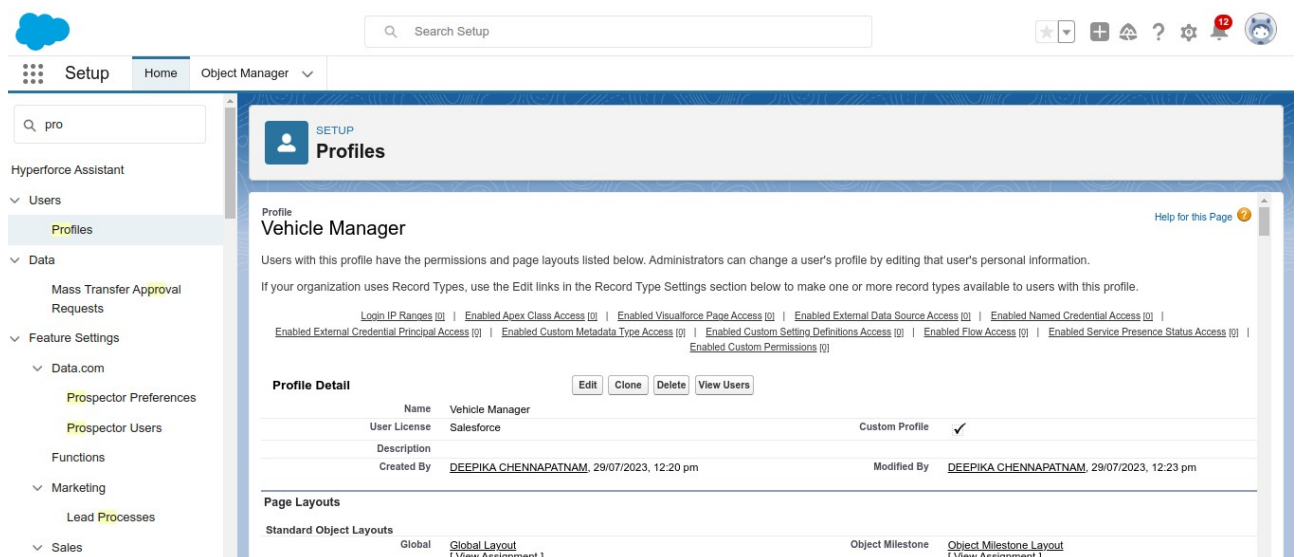 Search Setup
12
Setup
Home
Object Manager
pro
Hyperforce Assistant
Users
Profiles
Data
Mass Transfer Approval
Requests
Feature Settings
Data.com
Prospector Preferences
Prospector Users
Functions
Marketing
Lead Processes
Sales
SETUP
Profiles
Profile
Vehicle Manager
Help for this Page ?
Users with this profile have the permissions and page layouts listed below. Administrators can change a user's profile by editing that user's personal information.
If your organization uses Record Types, use the Edit links in the Record Type Settings section below to make one or more record types available to users with this profile.
Login IP Ranges [0] | Enabled Apex Class Access [0] | Enabled Visualforce Page Access [0] | Enabled External Data Source Access [0] | Enabled Named Credential Access [0] |
Enabled External Credential Principal Access [0] | Enabled Custom Metadata Type Access [0] | Enabled Custom Setting Definitions Access [0] | Enabled Flow Access [0] | Enabled Service Presence Status Access [0] |
Enabled Custom Permissions [0]
Profile Detail Edit Clone Delete View Users
Name Vehicle Manager
User License Salesforce Custom Profile ✓
Description
Created By DEEPIKA CHENNAPATNAM, 29/07/2023, 12:20 pm Modified By DEEPIKA CHENNAPATNAM, 29/07/2023, 12:23 pm
Page Layouts
Standard Object Layouts
Global Global Layout Object Milestone Object Milestone Layout
[ View Assignment ] [ View Assignment ]